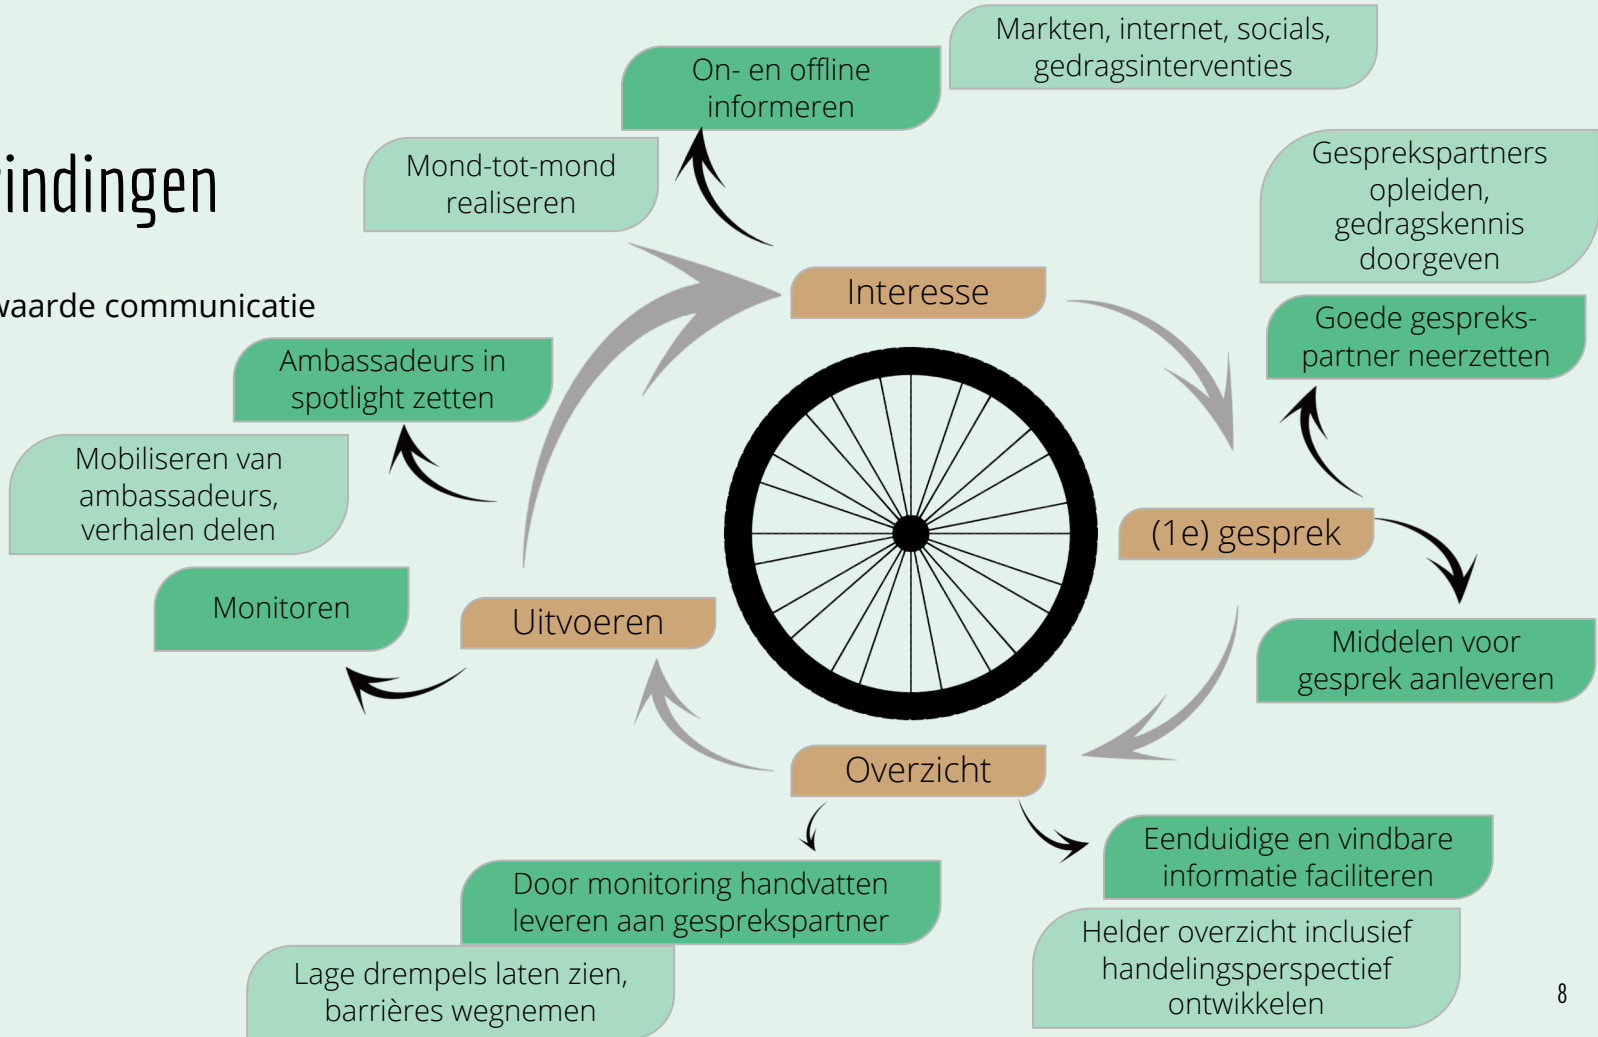 Markten, internet, socials,
gedragsinterventies
On- en offline
informeren
Mond-tot-mond
realiseren
Gesprekspartners
opleiden,
gedragskennis
doorgeven
indingen
Interesse
waarde communicatie
Goede gespreks-
partner neerzetten
Ambassadeurs in
spotlight zetten
Mobiliseren van
ambassadeurs,
verhalen delen
(1e) gesprek
Monitoren
Uitvoeren
Middelen voor
gesprek aanleveren
Overzicht
Eenduidige en vindbare
informatie faciliteren
Door monitoring handvatten
leveren aan gesprekspartner
Helder overzicht inclusief
handelingsperspectief
ontwikkelen
Lage drempels laten zien,
barrières wegnemen
8